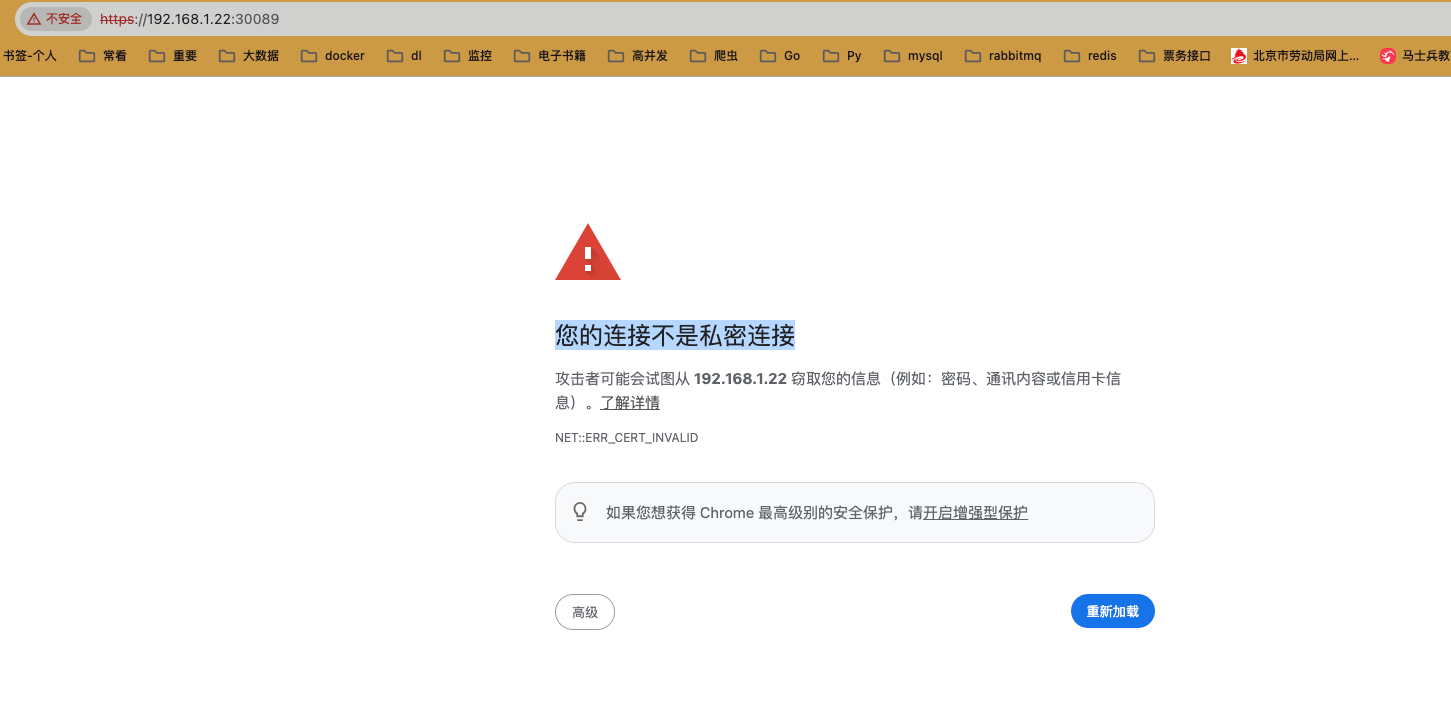 不安全 https://192.168.1.22:30089
书签-个人 常看 重要 大数据 docker dl 监控 电子书籍 高并发 爬虫 Go Py mysql rabbitmq redis 票务接口 北京市劳动局网上... 马士兵教
您的连接不是私密连接
攻击者可能会试图从 192.168.1.22 窃取您的信息（例如：密码、通讯内容或信用卡信
息）。了解详情
NET::ERR_CERT_INVALID
如果您想获得 Chrome 最高级别的安全保护，请开启增强型保护
高级 重新加载